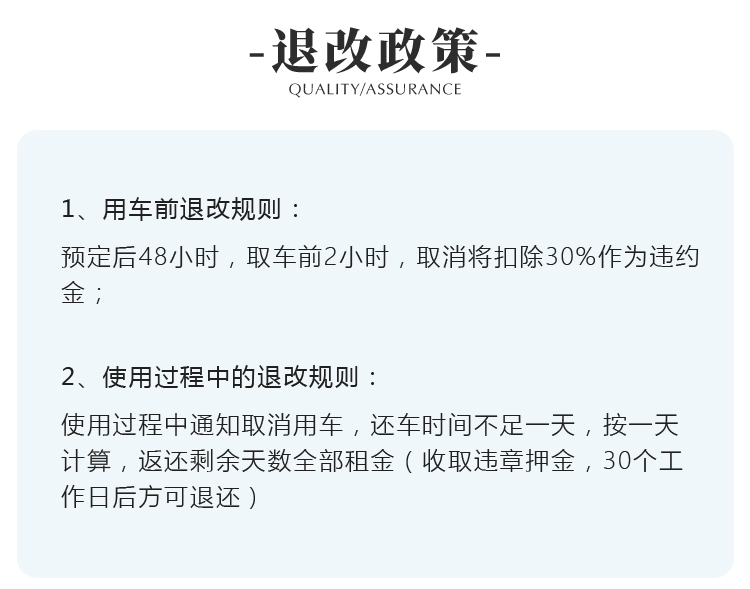 -退改政策-
QUALITY/ASSURANCE
1、用车前退改规则：
预定后48小时，取车前2小时，取消将扣除30%作为违约
金；
2、使用过程中的退改规则：
使用过程中通知取消用车，还车时间不足一天，按一天
计算，返还剩余天数全部租金（收取违章押金，30个工
作日后方可退还）